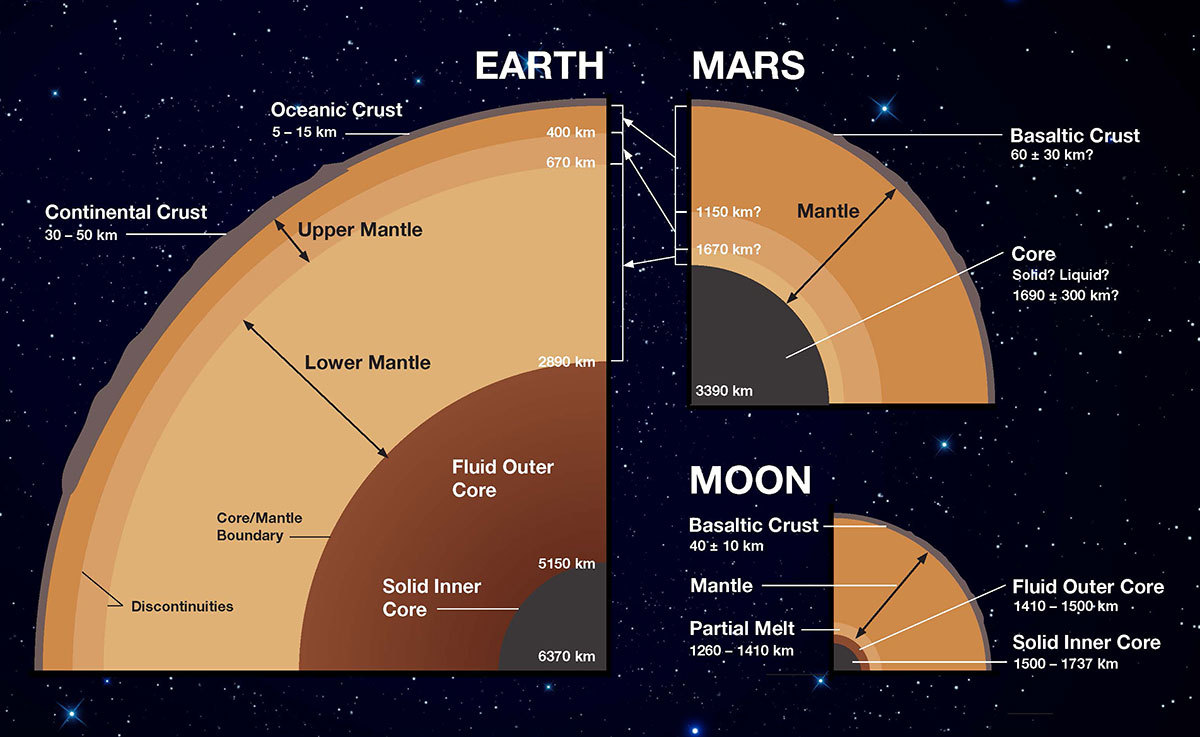 EARTH
Oceanic Crust
5 – 15 km
Continental Crust
30 – 50 km
400 km
670 km
Upper Mantle
Lower Mantle
2890 km
Fluid Outer
Core
Core/Mantle
Boundary
5150 km
Solid Inner
Core
Discontinuities
6370 km
MARS
Basaltic Crust
60 ± 30 km?
1150 km?
Mantle
1670 km?
Core
Solid? Liquid?
1690 ± 300 km?
3390 km
MOON
Basaltic Crust
40 ± 10 km
Mantle
Partial Melt
1260 – 1410 km
Fluid Outer Core
1410 – 1500 km
Solid Inner Core
1500 – 1737 km